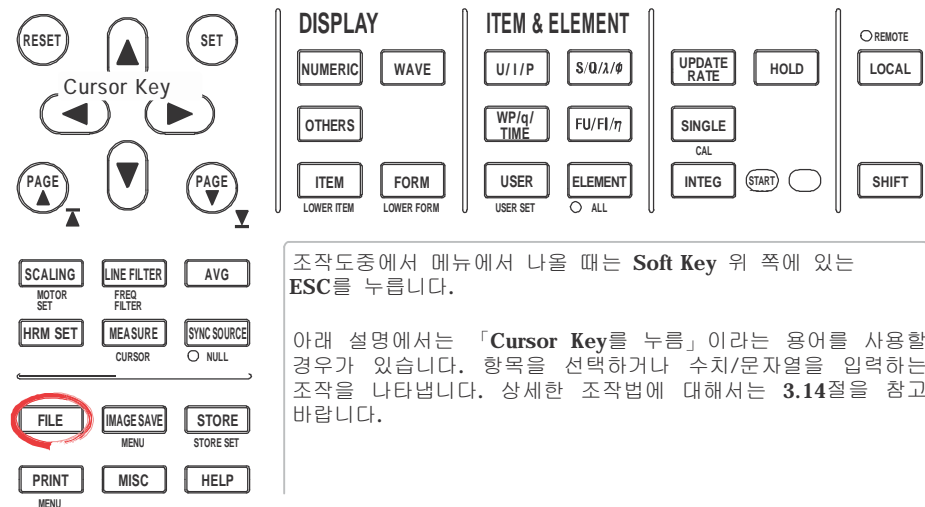 RESET
SET
Cursor Key
PAGE
PAGE
DISPLAY
NUMERIC
WAVE
OTHERS
ITEM
FORM
LOWER ITEM
LOWER FORM
ITEM & ELEMENT
U/I/P
S/Q/λ/ϕ
WP/q/
TIME
FU/FI/η
USER
ELEMENT
USER SET
ALL
UPDATE
RATE
HOLD
SINGLE
CAL
INTEG
START
REMOTE
LOCAL
SHIFT
SCALING
LINE FILTER
AVG
MOTOR
SET
FREQ
FILTER
HRM SET
MEASURE
SYNC SOURCE
CURSOR
NULL
FILE
IMAGE SAVE
STORE
MENU
STORE SET
PRINT
MISC
HELP
MENU
조작도중에서 메뉴에서 나올 때는 Soft Key 위 쪽에 있는
ESC를 누릅니다.
아래 설명에서는 「Cursor Key를 누름」이라는 용어를 사용할
경우가 있습니다. 항목을 선택하거나 수치/문자열을 입력하는
조작을 나타냅니다. 상세한 조작법에 대해서는 3.14절을 참고
바랍니다.